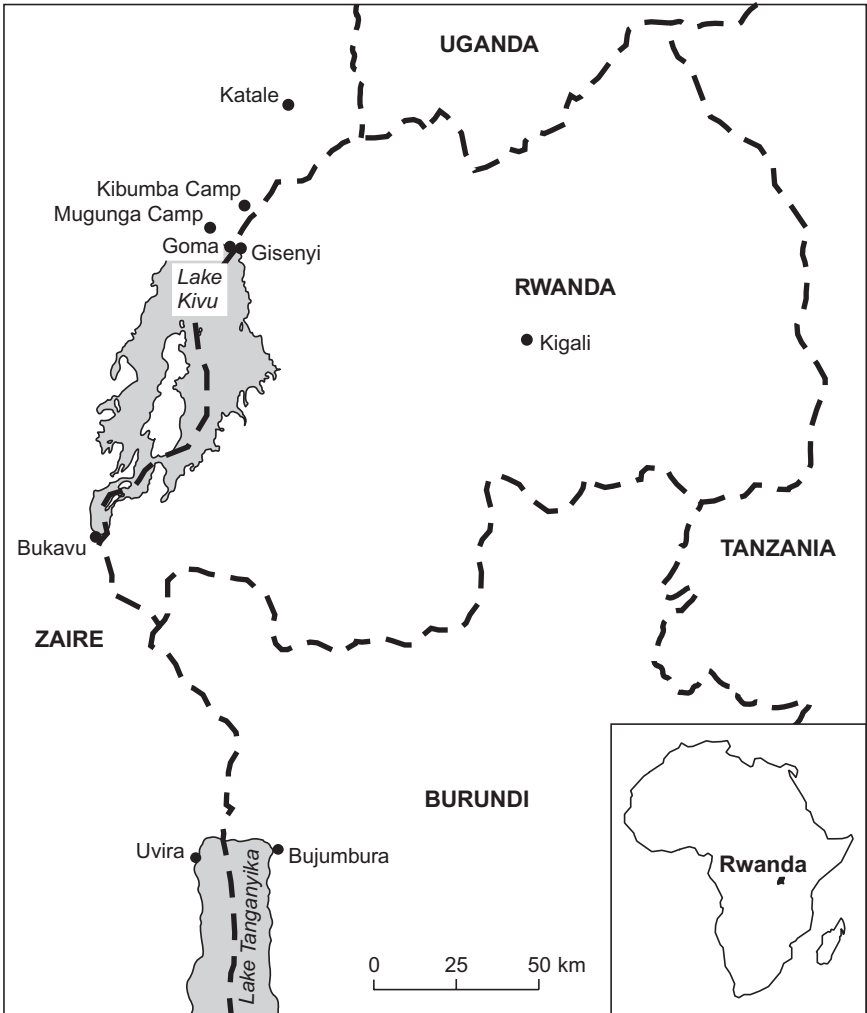 UGANDA
Katale
Kibumba Camp
Mugunga Camp
Goma
Gisenyi
Lake
Kivu
RWANDA
Kigali
Bukavu
TANZANIA
ZAIRE
BURUNDI
Uvira
Bujumbura
Lake Tanganyika
Rwanda
0 25 50 km